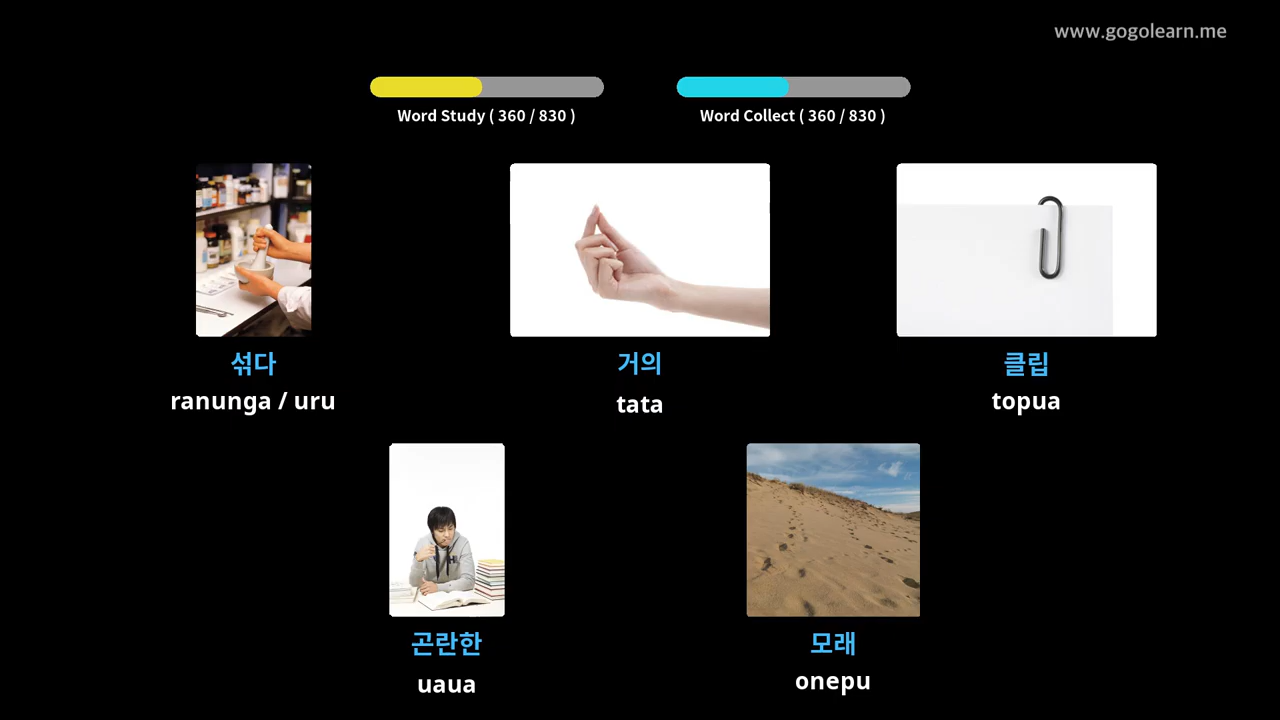 www.gogolearn.me
Word Study ( 360 / 830 )
Word Collect ( 360 / 830 )
섞다
ranunga / uru
거의
tata
클립
topua
곤란한
uaua
모래
onepu